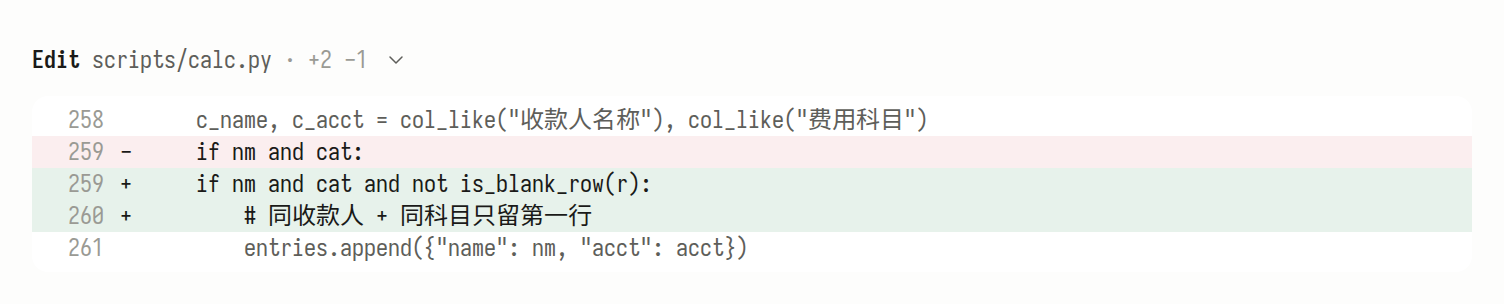 Edit scripts/calc.py · +2 -1
258 c_name, c_acct = col_like("收款人名称"), col_like("费用科目")
259 - if nm and cat:
259 + if nm and cat and not is_blank_row(r):
260 + # 同收款人 + 同科目只留第一行
261 entries.append({"name": nm, "acct": acct})